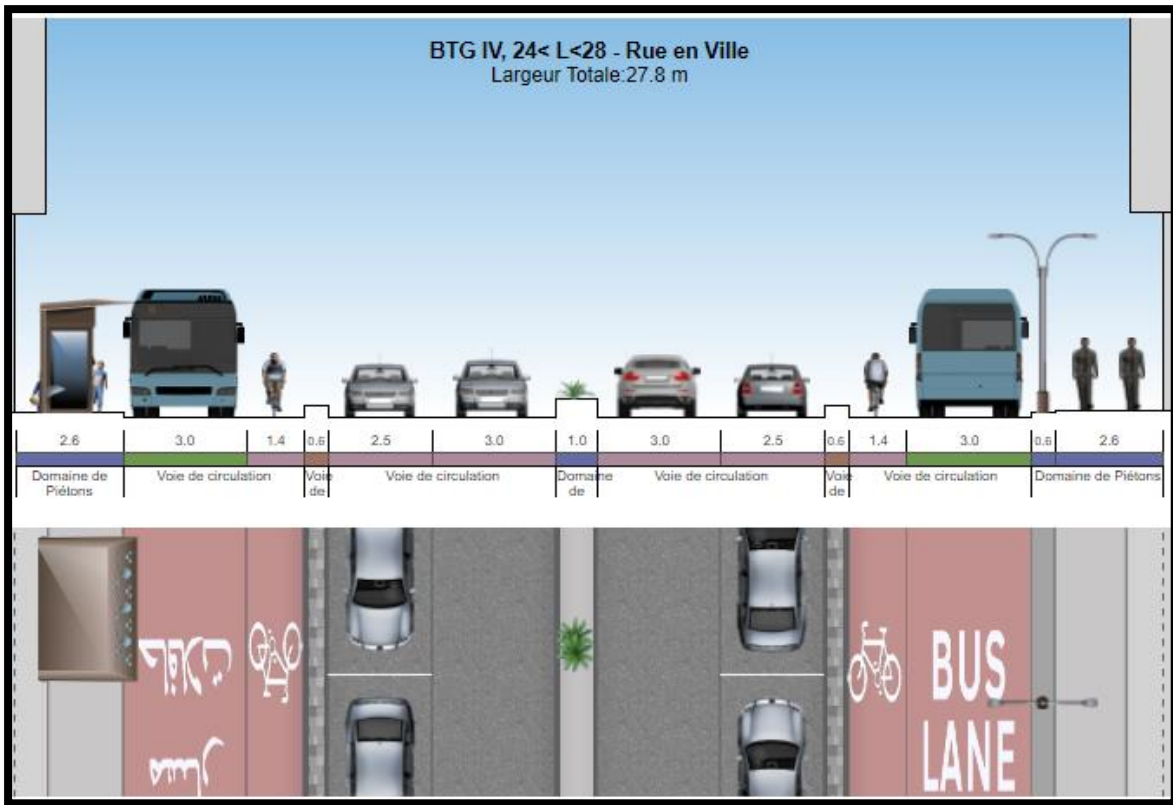 BTG IV, 24< L<28 - Rue en Ville
Largeur Totale:27.8 m
2.6 3.0 1.4 0.6 2.5 3.0 1.0 3.0 2.5 0.6 1.4 3.0 0.6 2.6
Domaine de Piétons
Voie de circulation
Voie de
Voie de circulation
Domaine de
Voie de circulation
Voie de
Voie de circulation
Domaine de Piétons
مسار
حافلات
BUS
LANE